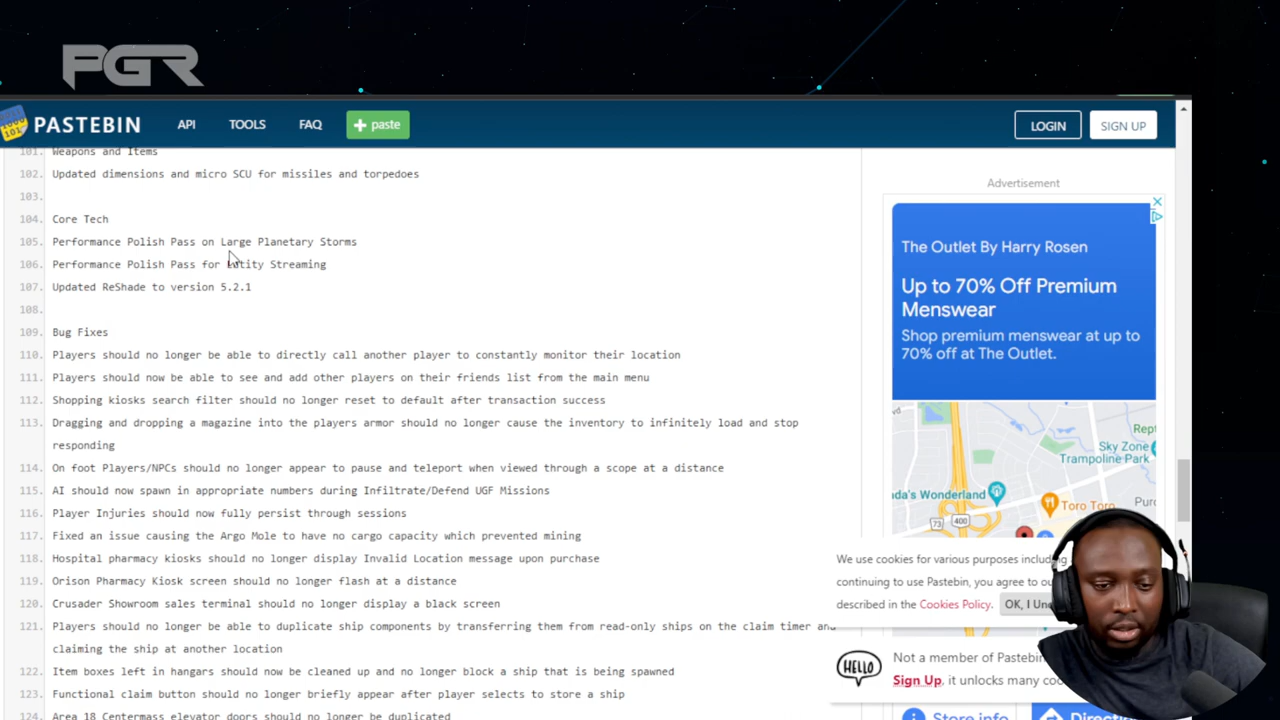 PGR
PASTEBIN API TOOLS FAQ + paste LOGIN SIGN UP
101. Weapons and Items
102. Updated dimensions and micro SCU for missiles and torpedoes
103.
104. Core Tech
105. Performance Polish Pass on Large Planetary Storms
106. Performance Polish Pass for Entity Streaming
107. Updated ReShade to version 5.2.1
108.
109. Bug Fixes
110. Players should no longer be able to directly call another player to constantly monitor their location
111. Players should now be able to see and add other players on their friends list from the main menu
112. Shopping kiosks search filter should no longer reset to default after transaction success
113. Dragging and dropping a magazine into the players armor should no longer cause the inventory to infinitely load and stop
responding
114. On foot Players/NPCs should no longer appear to pause and teleport when viewed through a scope at a distance
115. AI should now spawn in appropriate numbers during Infiltrate/Defend UGF Missions
116. Player Injuries should now fully persist through sessions
117. Fixed an issue causing the Argo Mole to have no cargo capacity which prevented mining
118. Hospital pharmacy kiosks should no longer display Invalid Location message upon purchase
119. Orison Pharmacy Kiosk screen should no longer flash at a distance
120. Crusader Showroom sales terminal should no longer display a black screen
121. Players should no longer be able to duplicate ship components by transferring them from read-only ships on the claim timer and
claiming the ship at another location
122. Item boxes left in hangars should now be cleaned up and no longer block a ship that is being spawned
123. Functional claim button should no longer briefly appear after player selects to store a ship
124. Area 18 Centermass elevator doors should no longer be duplicated
Advertisement
The Outlet By Harry Rosen
Up to 70% Off Premium
Menswear
Shop premium menswear at up to
70% off at The Outlet.
Sky Zone
Trampoline Park
da's Wonderland
Toro Toro
73 400
We use cookies for various purposes including
continuing to use Pastebin, you agree to
described in the Cookies Policy. OK, I
HELLO
Not a member of Pastebin
Sign Up, it unlocks many
Store info